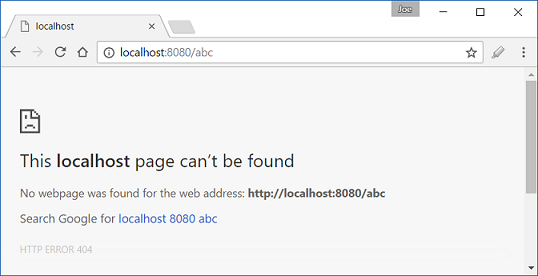 Joe
localhost
localhost:8080/abc
This localhost page can’t be found
No webpage was found for the web address: http://localhost:8080/abc
Search Google for localhost 8080 abc
HTTP ERROR 404